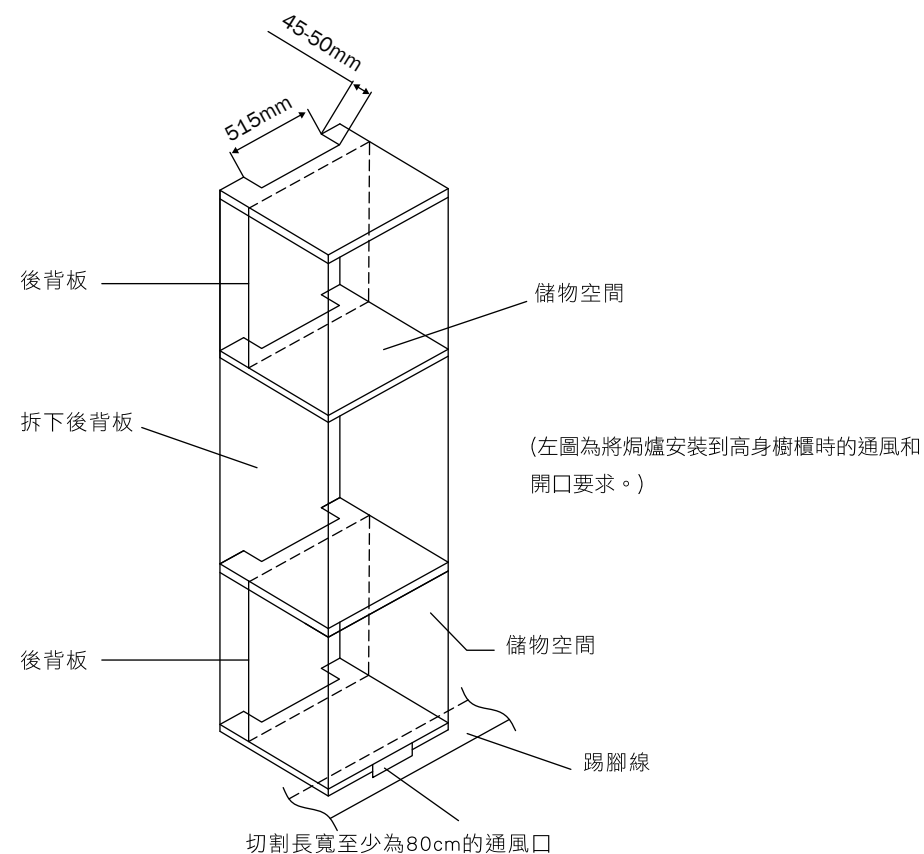 45-50mm
515mm
後背板
儲物空間
拆下後背板
(左圖為將焗爐安裝到高身櫥櫃時的通風和
開口要求。)
儲物空間
後背板
踢腳線
切割長寬至少為80cm的通風口